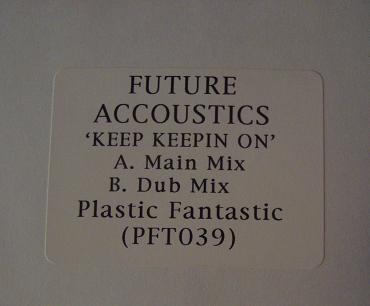 FUTURE
ACCOUSTICS
‘KEEP KEEPIN ON’
A. Main Mix
B. Dub Mix
Plastic Fantastic
(PFT039)